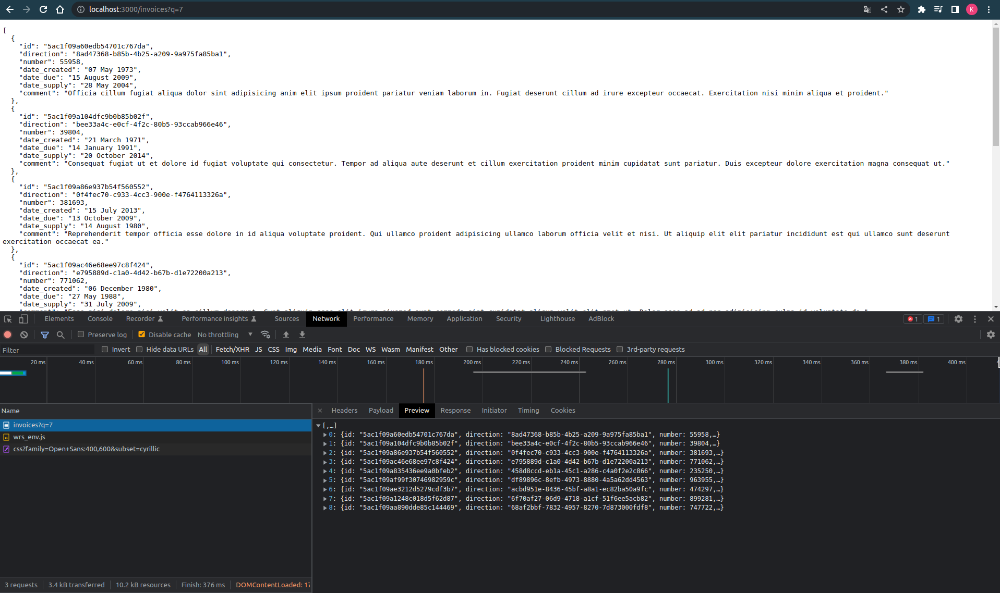 localhost:3000/invoices?q=7
K
[
{
"id": "5ac1f09a60edb54701c767da",
"direction": "8ad47368-b85b-4b25-a209-9a975fa85ba1",
"number": 55958,
"date_created": "07 May 1973",
"date_due": "15 August 2009",
"date_supply": "28 May 2004",
"comment": "Officia cillum fugiat aliqua dolor sint adipisicing anim elit ipsum proident pariatur veniam laborum in. Fugiat deserunt cillum ad irure excepteur occaecat. Exercitation nisi minim aliqua et proident."
},
{
"id": "5ac1f09a104dfc9b0b85b02f",
"direction": "bee33a4c-e0cf-4f2c-80b5-93ccab966e46",
"number": 39804,
"date_created": "21 March 1971",
"date_due": "14 January 1991",
"date_supply": "20 October 2014",
"comment": "Consequat fugiat ut et dolore id fugiat voluptate qui consectetur. Tempor ad aliqua aute deserunt et cillum exercitation proident minim cupidatat sunt pariatur. Duis excepteur dolore exercitation magna consequat ut."
},
{
"id": "5ac1f09a86e937b54f560552",
"direction": "0f4fec70-c933-4cc3-900e-f4764113326a",
"number": 381693,
"date_created": "15 July 2013",
"date_due": "13 October 2009",
"date_supply": "14 August 1980",
"comment": "Reprehenderit tempor officia esse dolore in id aliqua voluptate proident. Qui ullamco proident adipisicing ullamco laborum officia velit et nisi. Ut aliquip elit elit pariatur incididunt est qui ullamco sunt deserunt
exercitation occaecat ea."
},
{
"id": "5ac1f09ac46e68ee97c8f424",
"direction": "e795889d-c1a0-4d42-b67b-d1e72200a213",
"number": 771062,
"date_created": "06 December 1980",
"date_due": "27 May 1988",
"date_supply": "31 July 2009",
Elements Console Recorder Performance insights Sources Network Performance Memory Application Security Lighthouse AdBlock 1 1
Preserve log Disable cache No throttling
Filter Invert Hide data URLs All Fetch/XHR JS CSS Img Media Font Doc WS Wasm Manifest Other Has blocked cookies Blocked Requests 3rd-party requests
20 ms 40 ms 60 ms 80 ms 100 ms 120 ms 140 ms 160 ms 180 ms 200 ms 220 ms 240 ms 260 ms 280 ms 300 ms 320 ms 340 ms 360 ms 380 ms 400 ms
Name
invoices?q=7
wrs_env.js
css?family=Open+Sans:400,600&subset=cyrillic
Headers Payload Preview Response Initiator Timing Cookies
[,…]
0: {id: "5ac1f09a60edb54701c767da", direction: "8ad47368-b85b-4b25-a209-9a975fa85ba1", number: 55958,…}
1: {id: "5ac1f09a104dfc9b0b85b02f", direction: "bee33a4c-e0cf-4f2c-80b5-93ccab966e46", number: 39804,…}
2: {id: "5ac1f09a86e937b54f560552", direction: "0f4fec70-c933-4cc3-900e-f4764113326a", number: 381693,…}
3: {id: "5ac1f09ac46e68ee97c8f424", direction: "e795889d-c1a0-4d42-b67b-d1e72200a213", number: 771062,…}
4: {id: "5ac1f09a835436ee9a0bfeb2", direction: "458d8ccd-eb1a-45c1-a286-c4a0f2e2c866", number: 235250,…}
5: {id: "5ac1f09af99f30746982959c", direction: "df89896c-8efb-4973-8880-4a5a62dd4563", number: 963955,…}
6: {id: "5ac1f09ae3212d5279cdf3b7", direction: "acbd951e-8436-45bf-a8a1-ec82ba50a9fc", number: 474297,…}
7: {id: "5ac1f09a1248c018d5f62d87", direction: "6f70af27-06d9-4718-a1cf-51f6ee5acb82", number: 899281,…}
8: {id: "5ac1f09aa890dde85c144469", direction: "68af2bbf-7832-4957-8270-7d873000fdf8", number: 747722,…}
3 requests 3.4 kB transferred 10.2 kB resources Finish: 376 ms DOMContentLoaded: 17